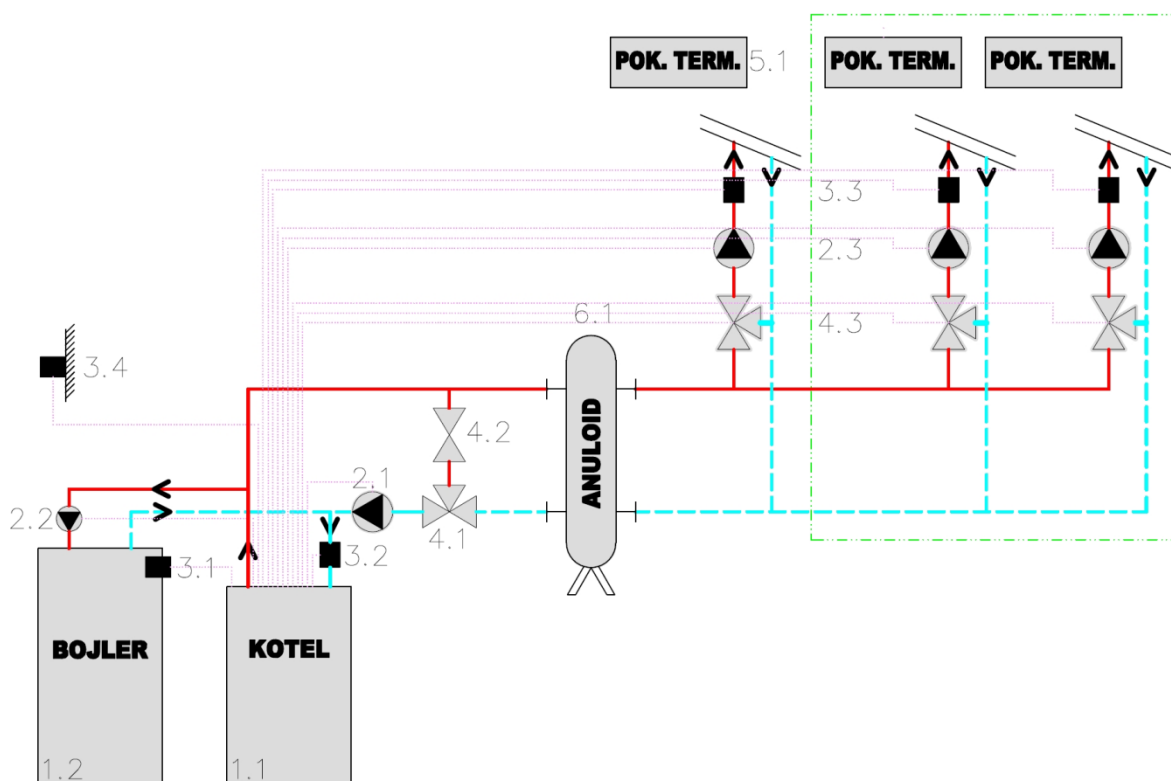 POK. TERM.
5.1
POK. TERM.
POK. TERM.
3.3
2.3
6.1
4.3
3.4
ANULOID
4.2
2.1
2.2
4.1
3.1
3.2
BOJLER
KOTEL
1.2
1.1